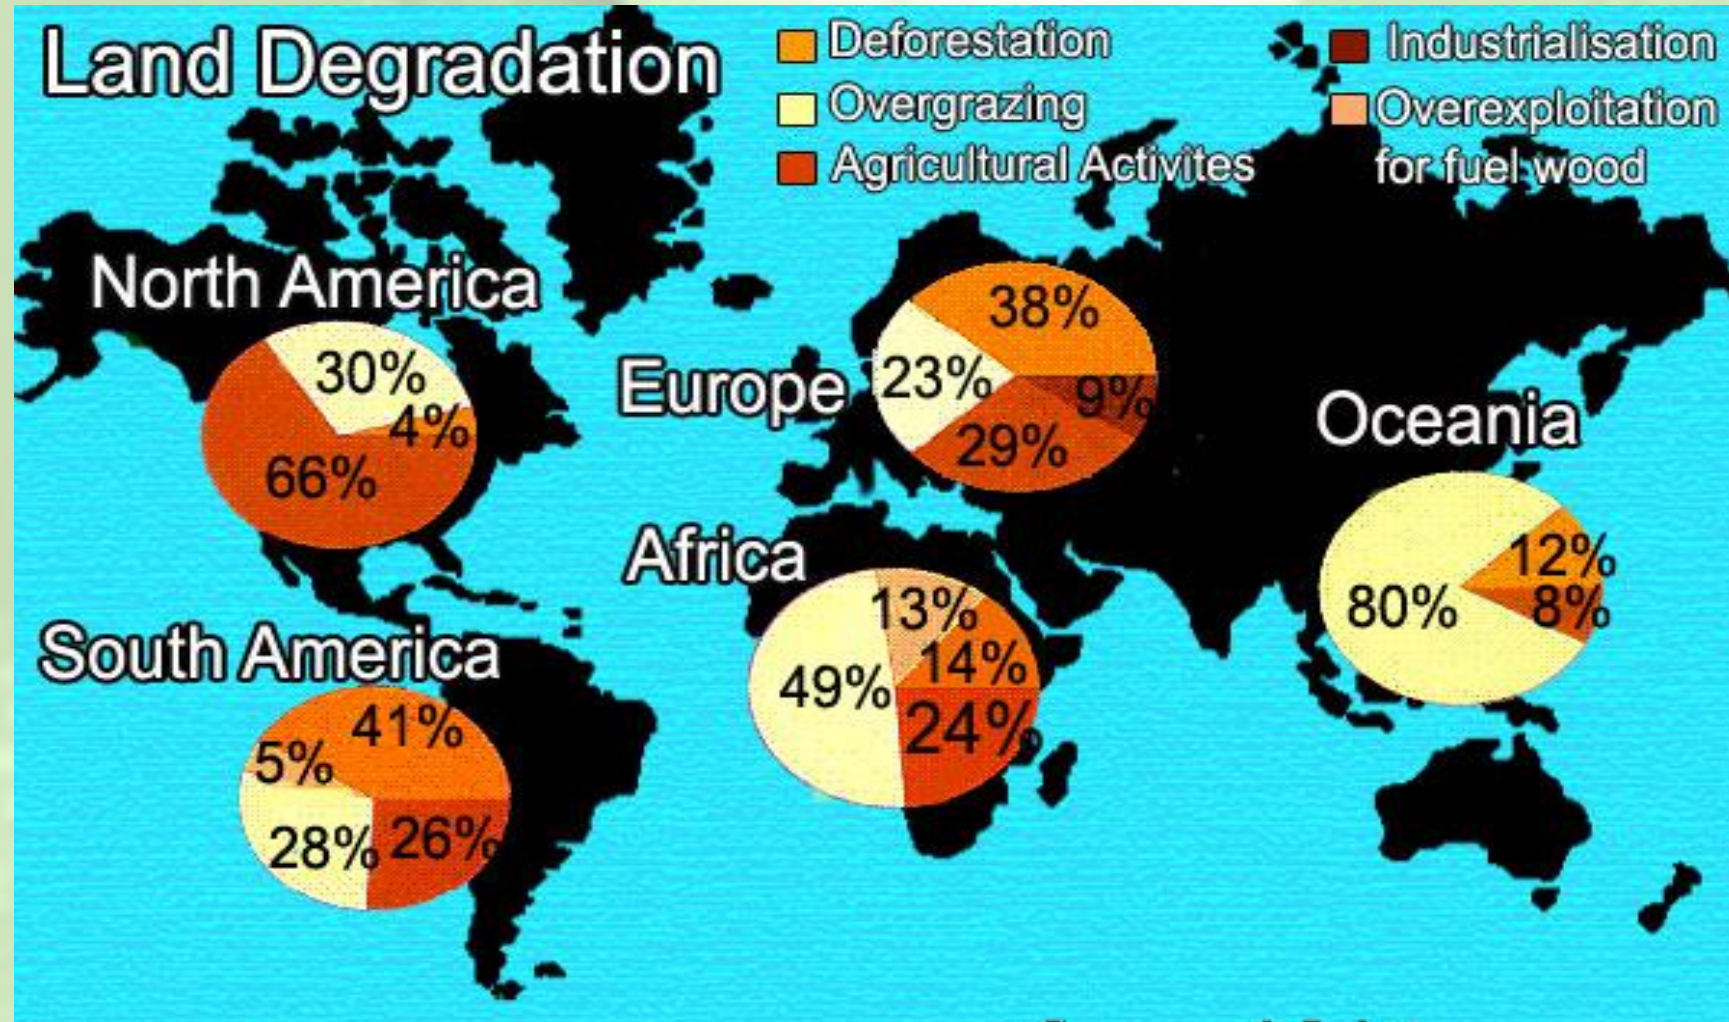 Land Degradation
Deforestation
Overgrazing
Agricultural Activites
Industrialisation
Overexploitation
for fuel wood
North America
30%
4%
66%
Europe
38%
23%
9%
29%
Oceania
12%
80%
8%
Africa
13%
14%
49%
24%
South America
41%
5%
28%
26%